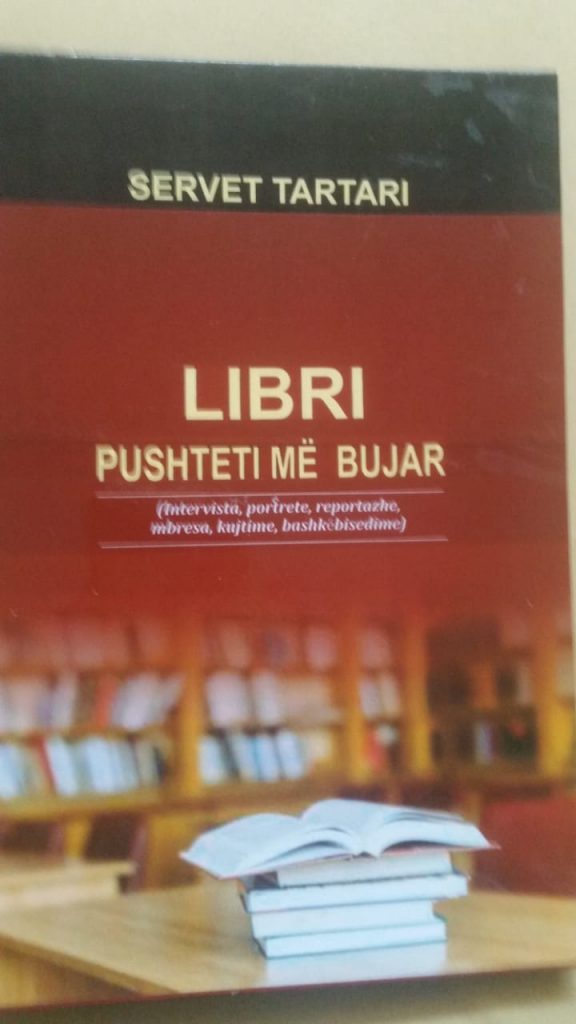 SERVET TARTARI
LIBRI
PUSHTETI MË BUJAR
(Intervista, portrete, reportazhe,
mbresa, kujtime, bashkëbisedime)